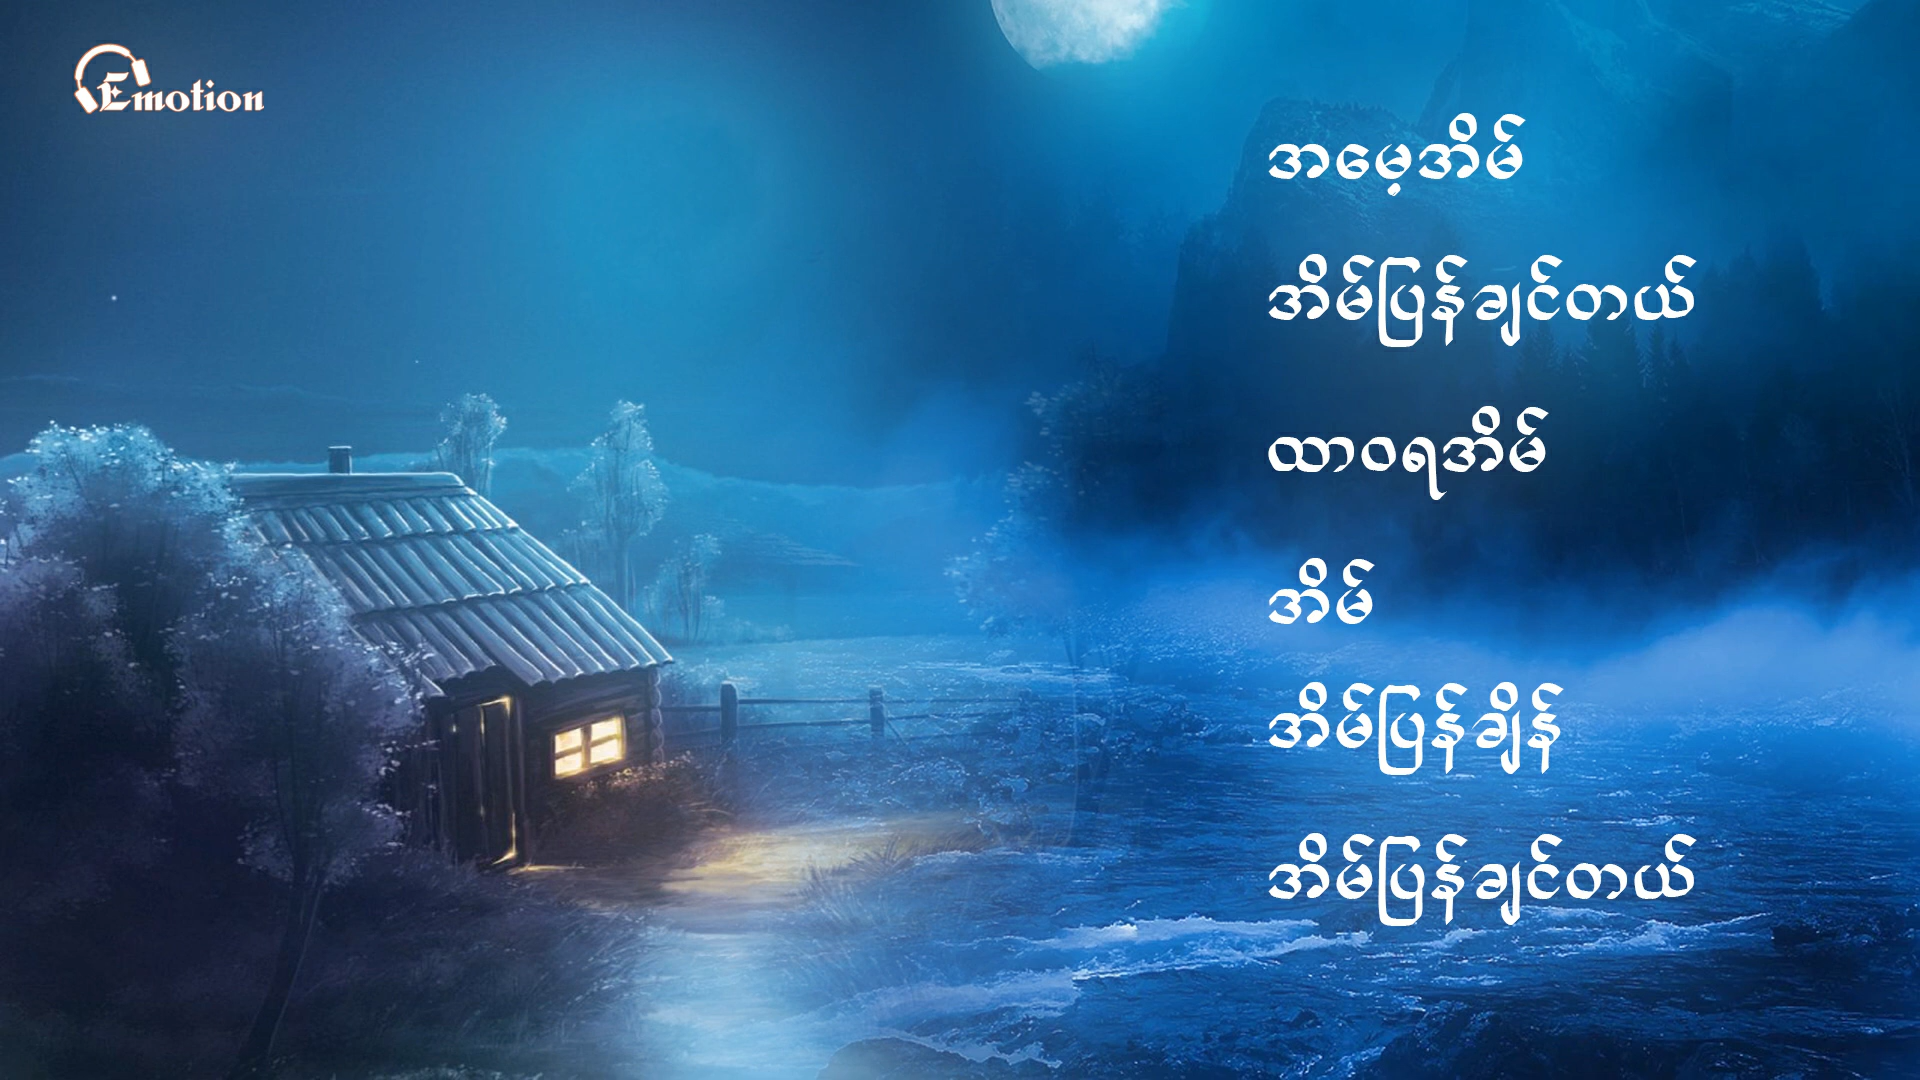 Emotion
အမေ့အိမ်
အိမ်ပြန်ချင်တယ်
ထာဝရအိမ်
အိမ်
အိမ်ပြန်ချိန်
အိမ်ပြန်ချင်တယ်